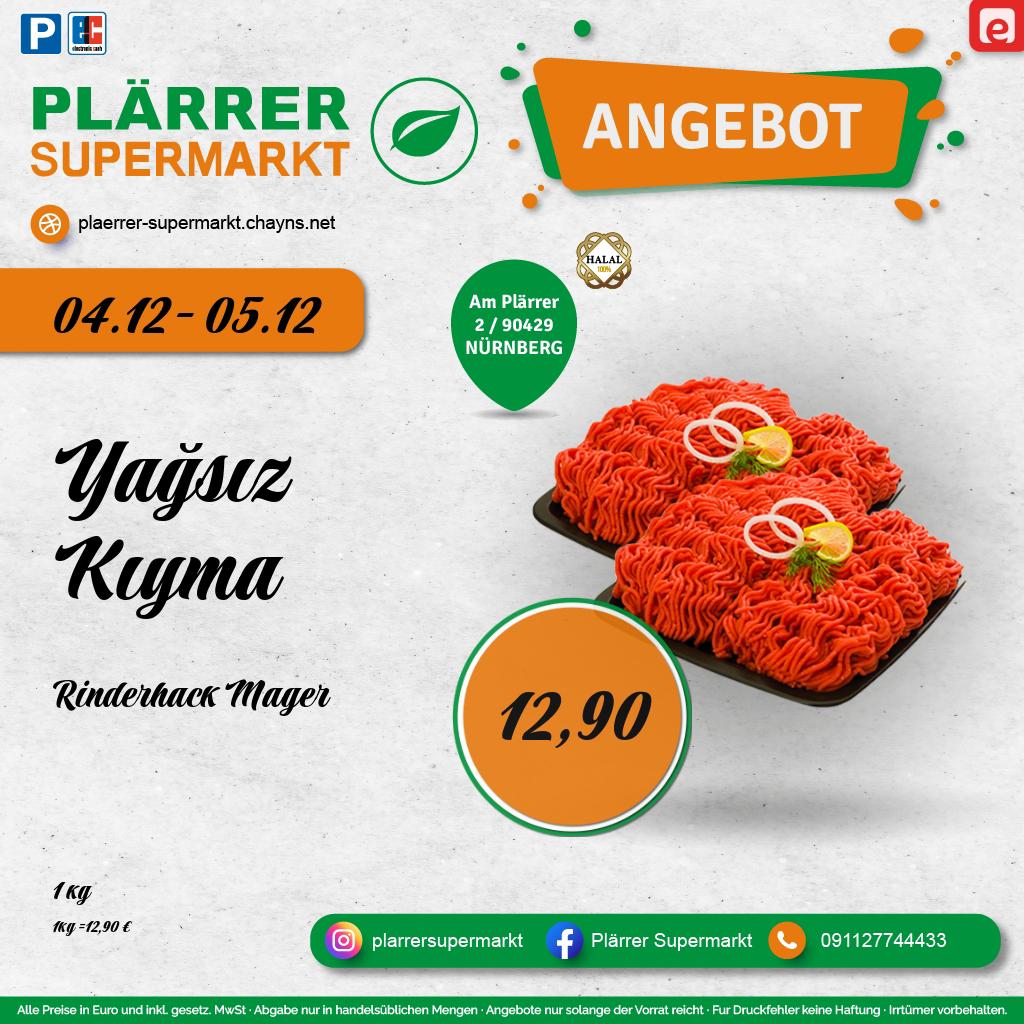 P
EC
electronic cash
e
PLÄRRER
SUPERMARKT
ANGEBOT
plaerrer-supermarkt.chayns.net
HALAL
100%
04.12 - 05.12
Am Plärrer
2 / 90429
NÜRNBERG
Yağsız
Kıyma
Rinderhack Mager
12,90
1 kg
1kg =12,90 €
plarrersupermarkt
Plärrer Supermarkt
091127744433
Alle Preise in Euro und inkl. gesetz. MwSt · Abgabe nur in handelsüblichen Mengen · Angebote nur solange der Vorrat reicht · Fur Druckfehler keine Haftung · Irrtümer vorbehalten.